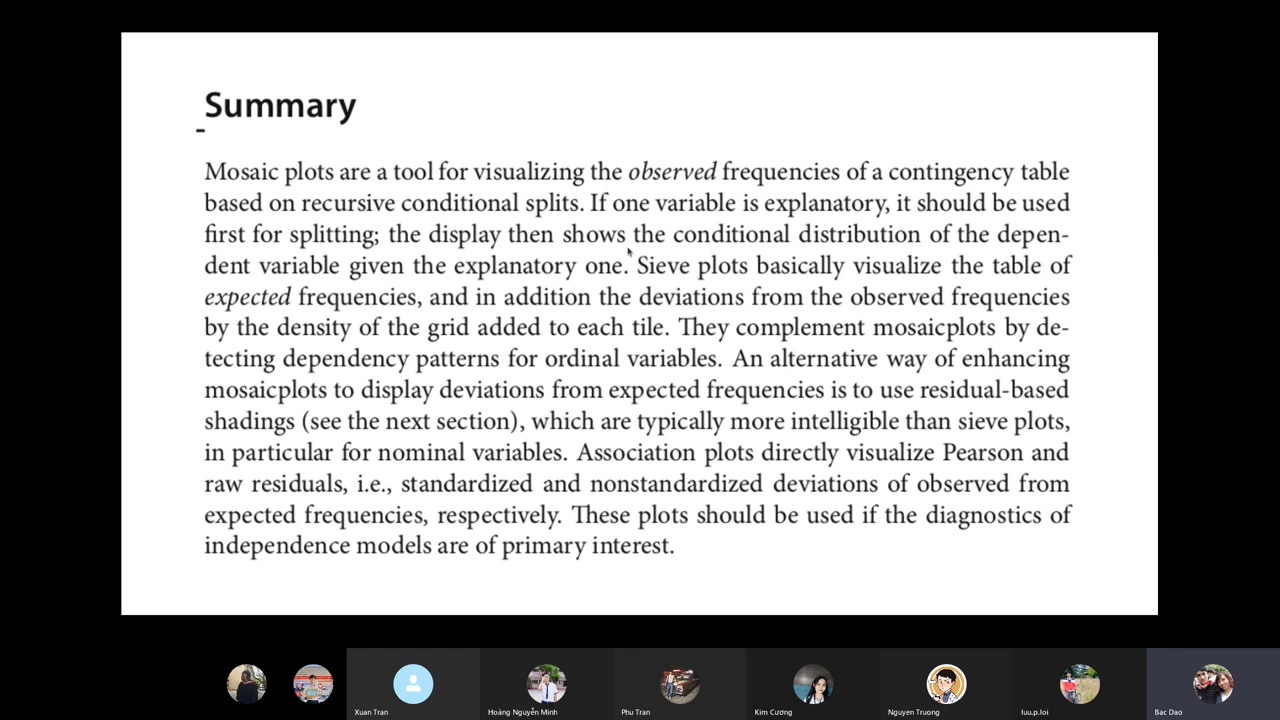 Summary
Mosaic plots are a tool for visualizing the observed frequencies of a contingency table
based on recursive conditional splits. If one variable is explanatory, it should be used
first for splitting; the display then shows the conditional distribution of the depen-
dent variable given the explanatory one. Sieve plots basically visualize the table of
expected frequencies, and in addition the deviations from the observed frequencies
by the density of the grid added to each tile. They complement mosaicplots by de-
tecting dependency patterns for ordinal variables. An alternative way of enhancing
mosaicplots to display deviations from expected frequencies is to use residual-based
shadings (see the next section), which are typically more intelligible than sieve plots,
in particular for nominal variables. Association plots directly visualize Pearson and
raw residuals, i.e., standardized and nonstandardized deviations of observed from
expected frequencies, respectively. These plots should be used if the diagnostics of
independence models are of primary interest.
Xuan Tran
Hoàng Nguyễn Minh
Phu Tran
Kim Cương
Nguyen Truong
luu.p.loi
Bac Dao